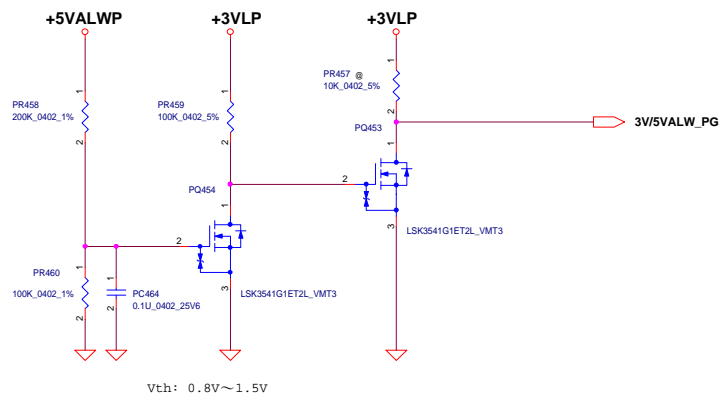 +5VALWP
+3VLP
+3VLP
1
PR458
200K_0402_1%
2
1
PR459
100K_0402_5%
2
1
PR457 @
10K_0402_5%
2
3V/5VALW_PG
PQ453
1
2
3
LSK3541G1ET2L_VMT3
PQ454
1
2
3
LSK3541G1ET2L_VMT3
1
PR460
100K_0402_1%
2
1
PC464
0.1U_0402_25V6
2
Vth: 0.8V～1.5V